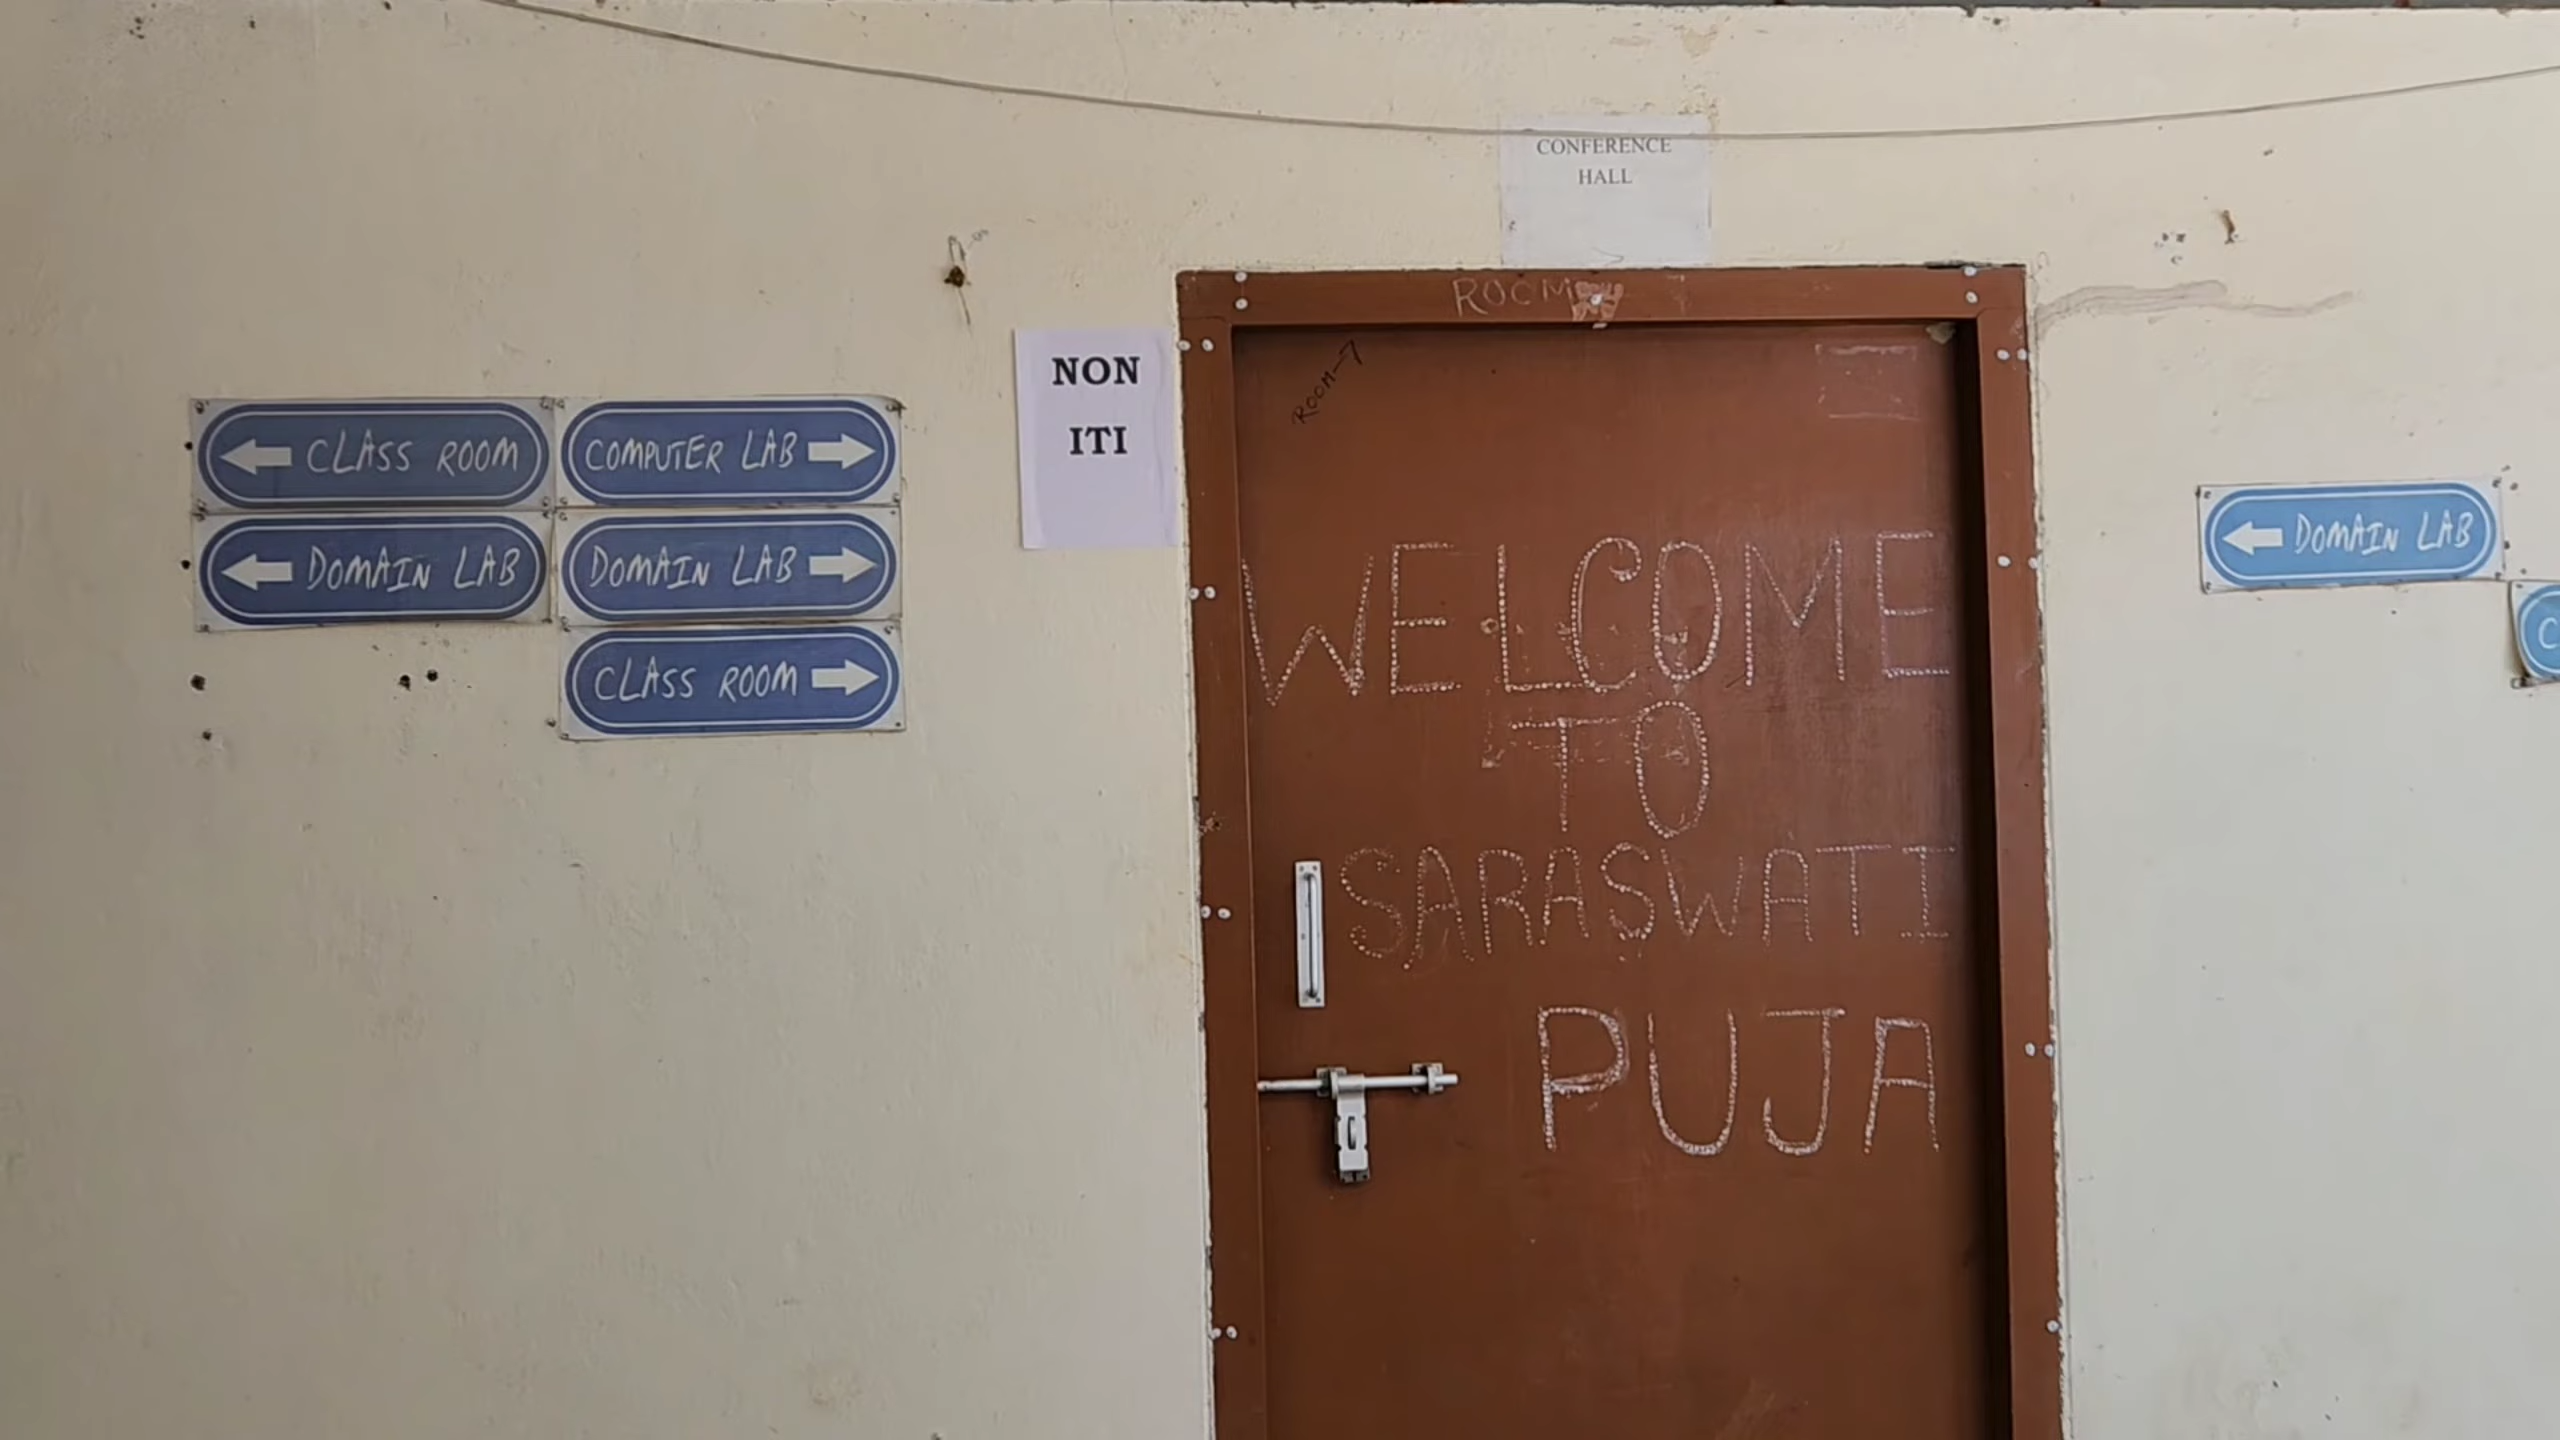 CONFERENCE
HALL
ROOM
ROOM-7
NON
ITI
CLASS ROOM
COMPUTER LAB
DOMAIN LAB
DOMAIN LAB
CLASS ROOM
WELCOME
TO
SARASWATI
PUJA
DOMAIN LAB
C